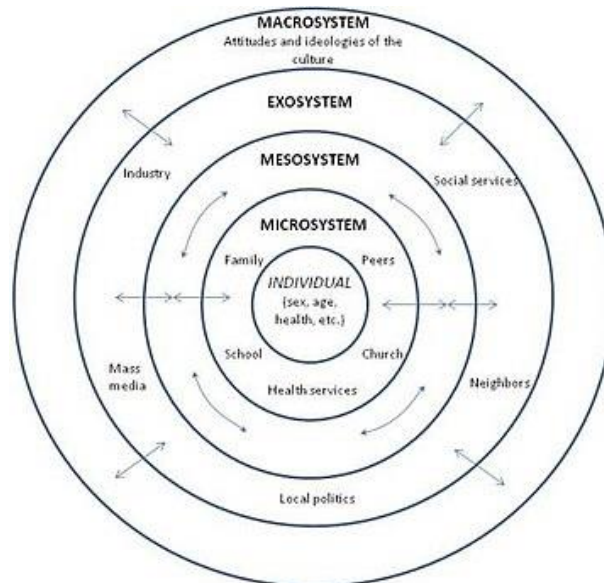 MACROSYSTEM
Attitudes and ideologies of the
culture
EXOSYSTEM
MESOSYSTEM
Industry
Social services
MICROSYSTEM
Family
Peers
INDIVIDUAL
{sex, age,
health, etc.}
School
Church
Mass
media
Health services
Neighbors
Local politics